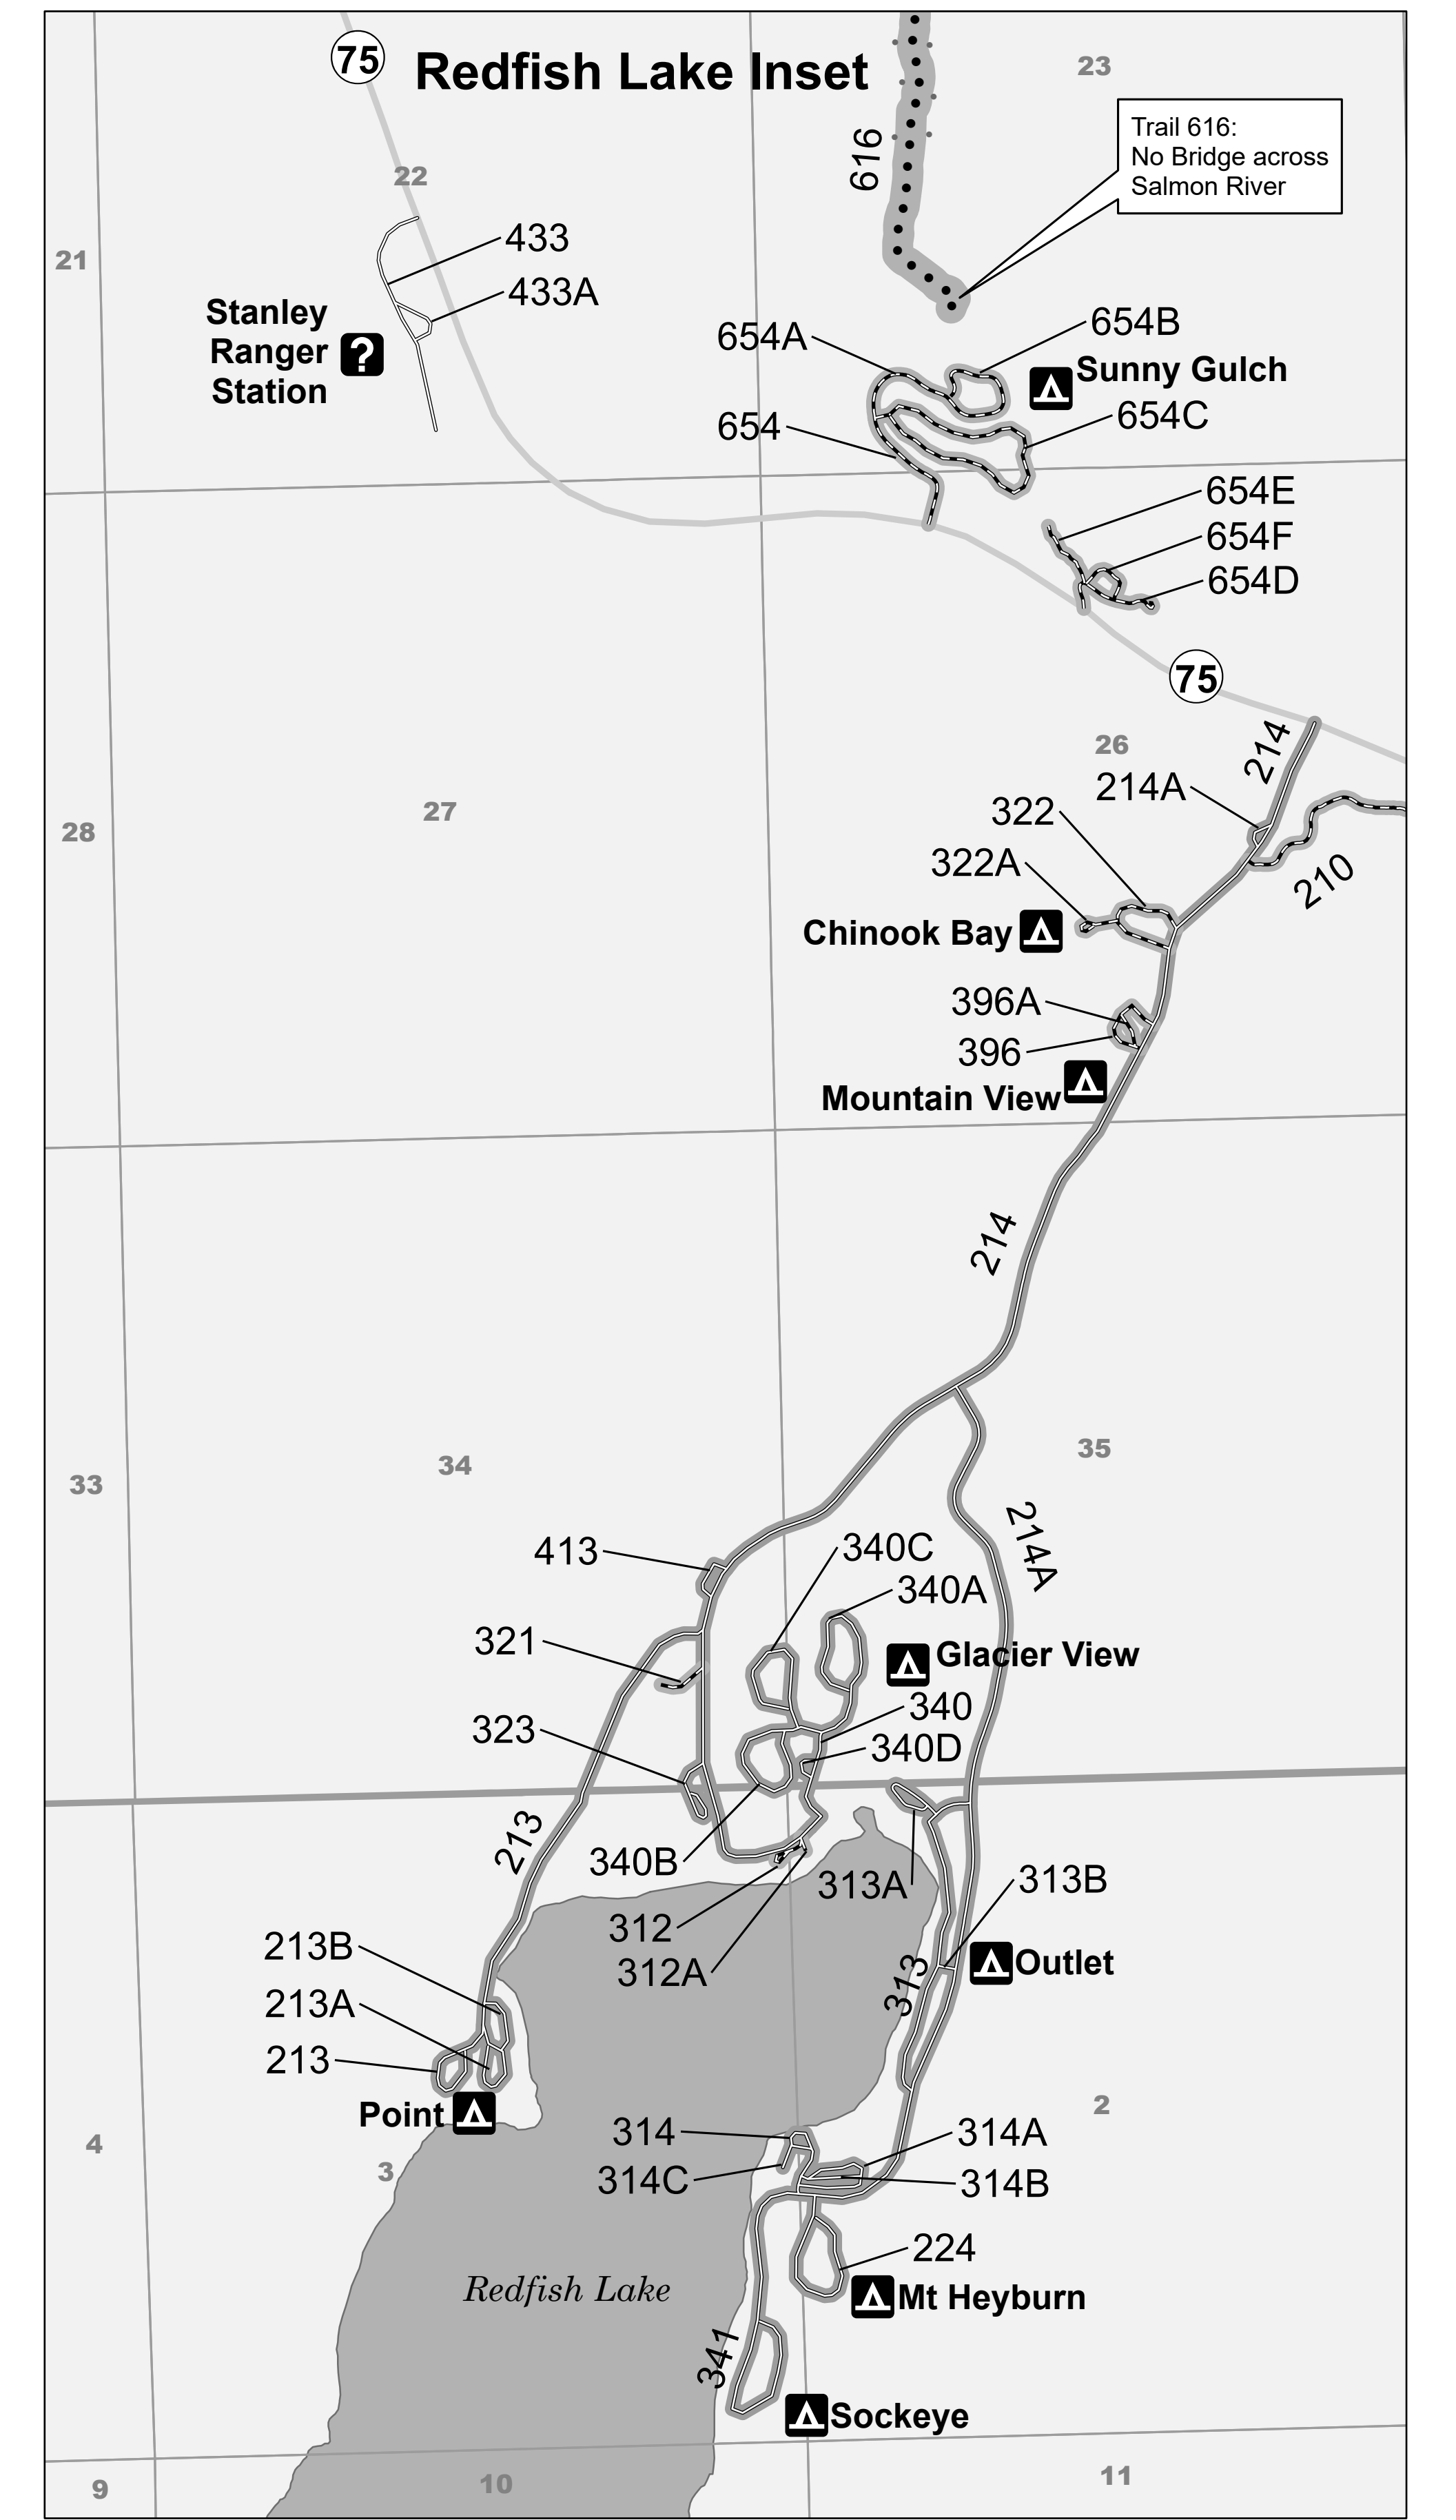 75
Redfish Lake Inset
23
616
Trail 616:
No Bridge across
Salmon River
22
21
433
433A
Stanley
Ranger
Station
?
654A
654B
Sunny Gulch
654
654C
654E
654F
654D
75
214
26
214A
27
28
322
322A
210
Chinook Bay
396A
396
Mountain View
214
35
34
33
214A
413
340C
340A
321
Glacier View
340
323
340D
213
340B
313A
313B
312
213B
312A
Outlet
313
213A
213
Point
2
314
314A
4
3
314C
314B
224
Redfish Lake
Mt Heyburn
341
Sockeye
9
10
11